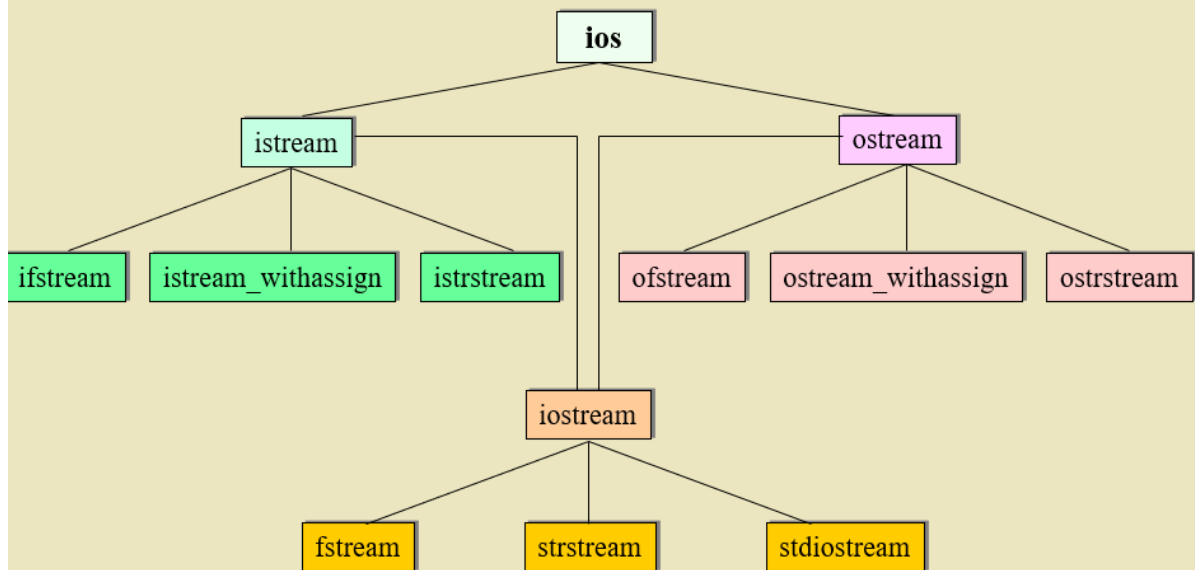 ios
istream
ostream
ifstream
istream_withassign
istrstream
ofstream
ostream_withassign
ostrstream
iostream
fstream
strstream
stdiostream